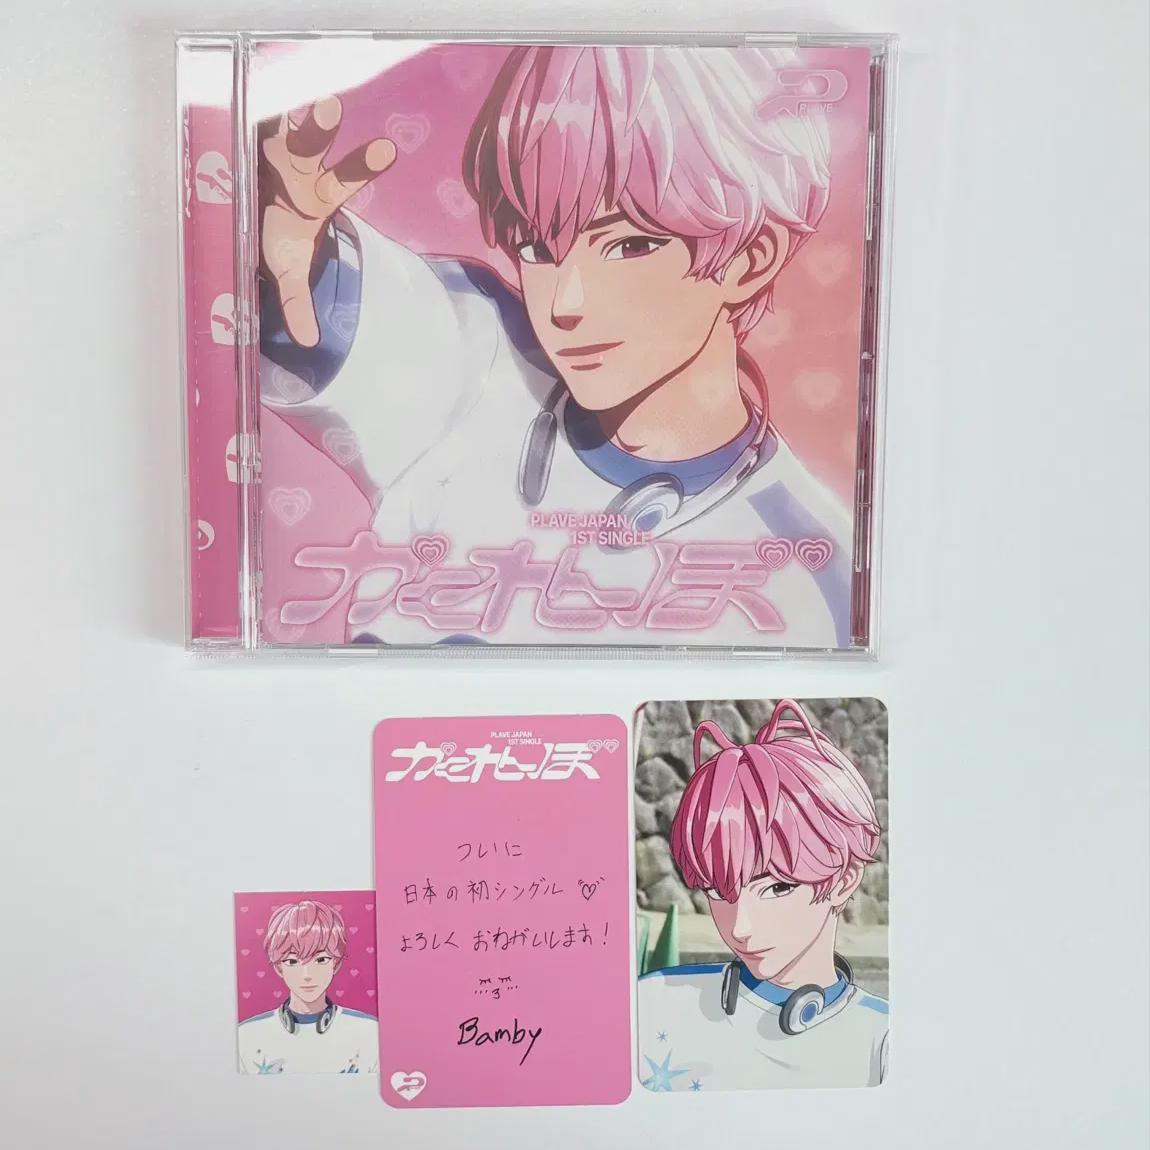 PLAVE
PLAVE JAPAN
1ST SINGLE
かくれんぼ
PLAVE JAPAN
1ST SINGLE
かくれんぼ
ついに
日本の初シングル
よろしく おねがいします!
Bamby